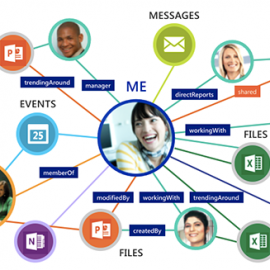 MESSAGES
trendingAround
manager
ME
directReports
shared
EVENTS
25
workingWith
FILES
memberOf
modifiedBy
workingWith
trendingAround
createdBy
FILES